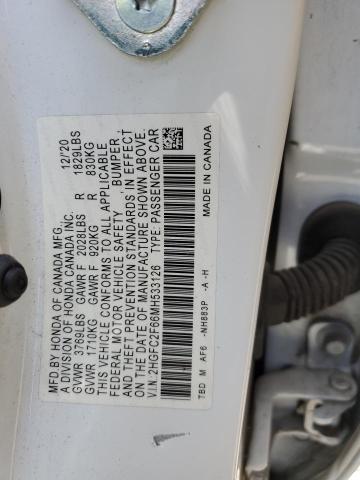 MFD. BY HONDA OF CANADA MFG. 12/20
A DIVISION OF HONDA CANADA INC.
GVWR 3769LBS GAWR F 2028LBS R 1829LBS
GVWR 1710KG GAWR F 920KG R 830KG
THIS VEHICLE CONFORMS TO ALL APPLICABLE
FEDERAL MOTOR VEHICLE SAFETY, BUMPER,
AND THEFT PREVENTION STANDARDS IN EFFECT
ON THE DATE OF MANUFACTURE SHOWN ABOVE.
V.I.N. 2HGFC2F66MH533126 TYPE: PASSENGER CAR
TBD M AF6 -NH883P -A -H MADE IN CANADA